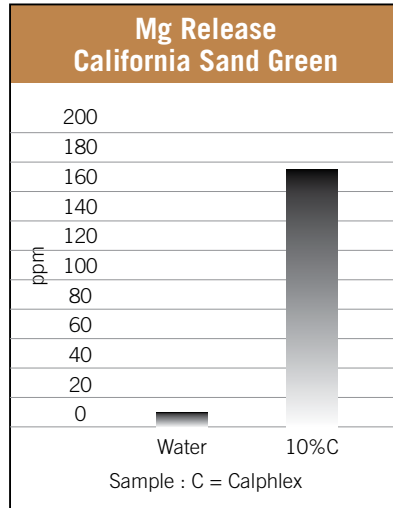 Mg Release
California Sand Green
200
180
160
140
120
100
80
60
40
20
0
ppm
Water 10%C
Sample : C = Calphlex